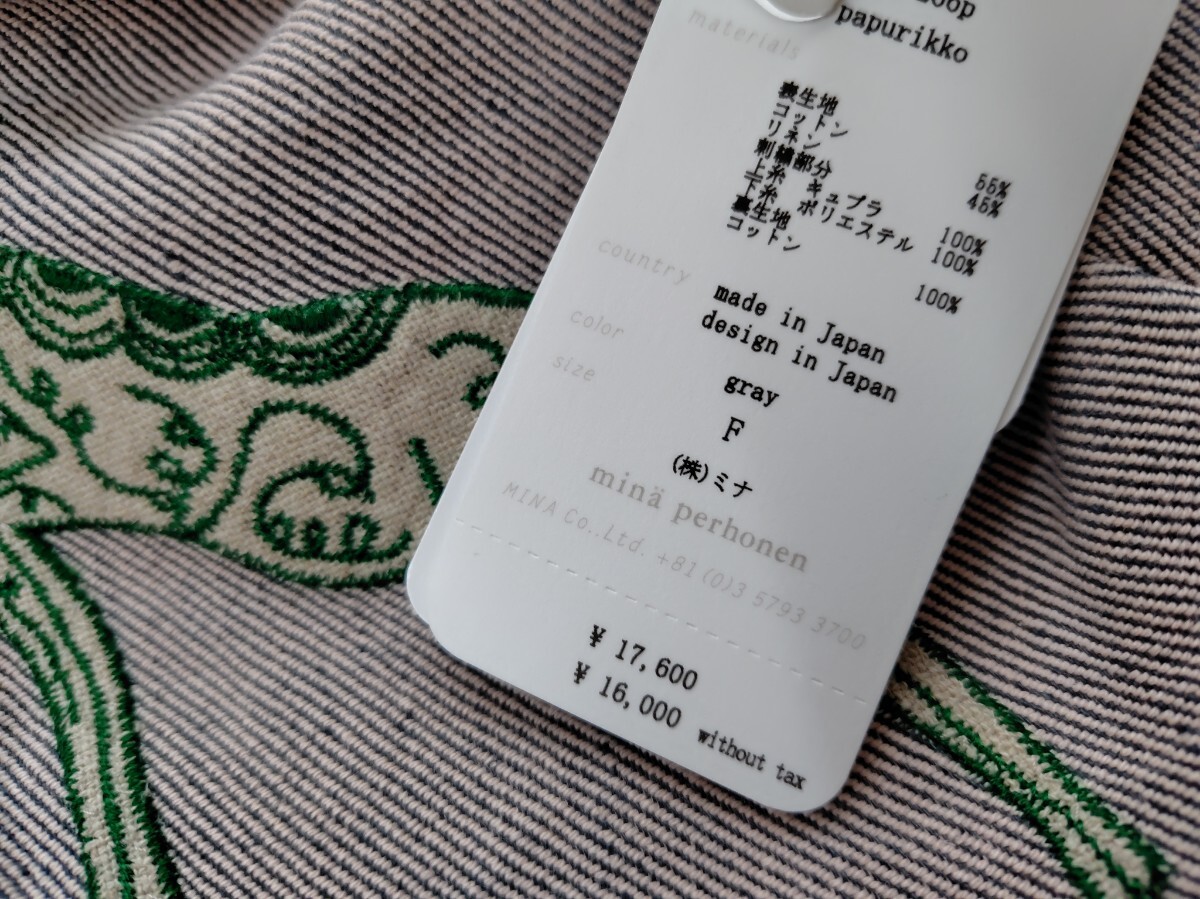 papurikko
materials
表生地
コットン 55%
リネン 45%
刺繍部分
上糸 キュプラ 100%
下糸 ポリエステル 100%
裏生地
コットン 100%
country made in Japan
design in Japan
color gray
size F
(株)ミナ
minä perhonen
MINA Co.,Ltd. +81 (0)3 5793 3700
¥ 17,600
¥ 16,000 without tax